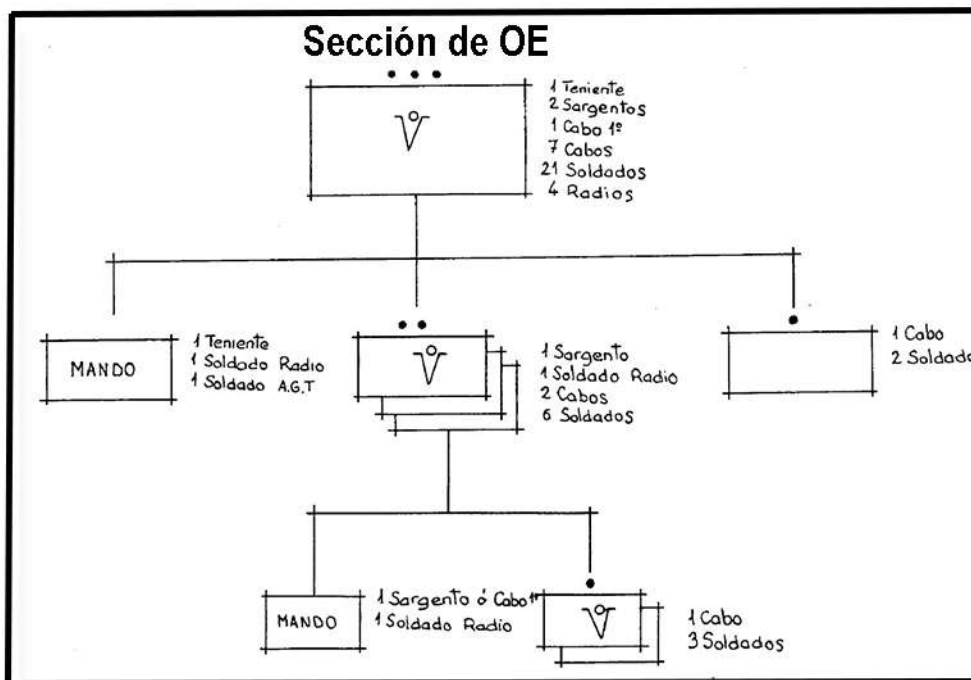 Sección de OE
1 Teniente
2 Sargentos
1 Cabo 1º
7 Cabos
21 Soldados
4 Radios
MANDO
1 Teniente
1 Soldado Radio
1 Soldado A.G.T
1 Sargento
1 Soldado Radio
2 Cabos
6 Soldados
1 Cabo
2 Soldado
MANDO
1 Sargento ó Cabo 1º
1 Soldado Radio
1 Cabo
3 Soldados